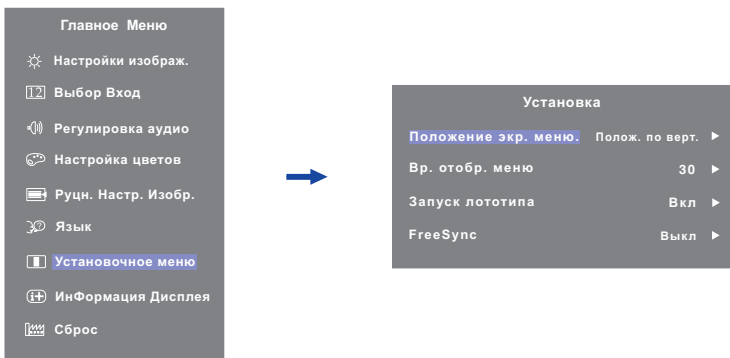 Главное Меню
Настройки изображ.
12 Выбор Вход
Регулировка аудио
Настройка цветов
Руцн. Настр. Изобр.
Язык
Установочное меню
ИнФормация Дисплея
Сброс
Установка
Положение экр. меню. Полож. по верт.
Вр. отобр. меню 30
Запуск лототипа Вкл
FreeSync Выкл